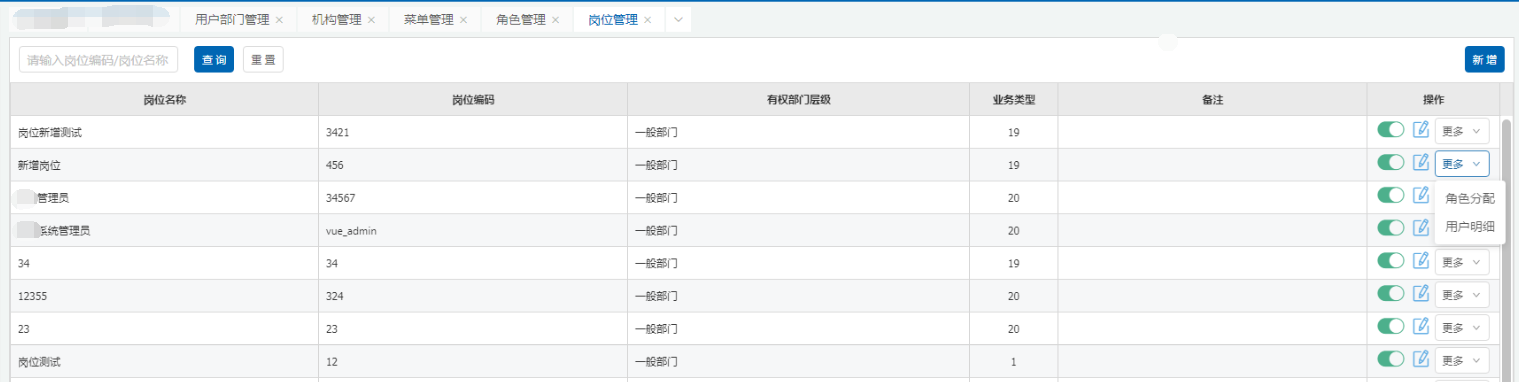 用户部门管理 × 机构管理 × 菜单管理 × 角色管理 × 岗位管理 ×
请输入岗位编码/岗位名称 查询 重置 新增
岗位名称 岗位编码 有权部门层级 业务类型 备注 操作
岗位新增测试 3421 一般部门 19 更多
新增岗位 456 一般部门 19 更多
管理员 34567 一般部门 20 角色分配
系统管理员 vue_admin 一般部门 20 用户明细
34 34 一般部门 19 更多
12355 324 一般部门 20 更多
23 23 一般部门 20 更多
岗位测试 12 一般部门 1 更多